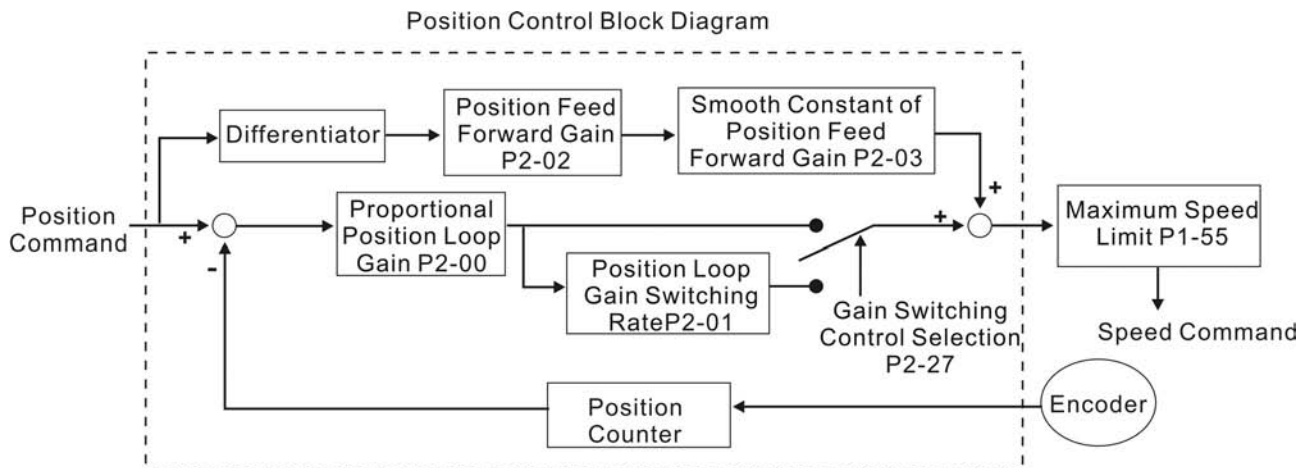 Position Control Block Diagram
Differentiator
Position Feed
Forward Gain
P2-02
Smooth Constant of
Position Feed
Forward Gain P2-03
Position
Command
+
-
Proportional
Position Loop
Gain P2-00
Position Loop
Gain Switching
RateP2-01
Gain Switching
Control Selection
P2-27
+
+
Maximum Speed
Limit P1-55
Speed Command
Position
Counter
Encoder